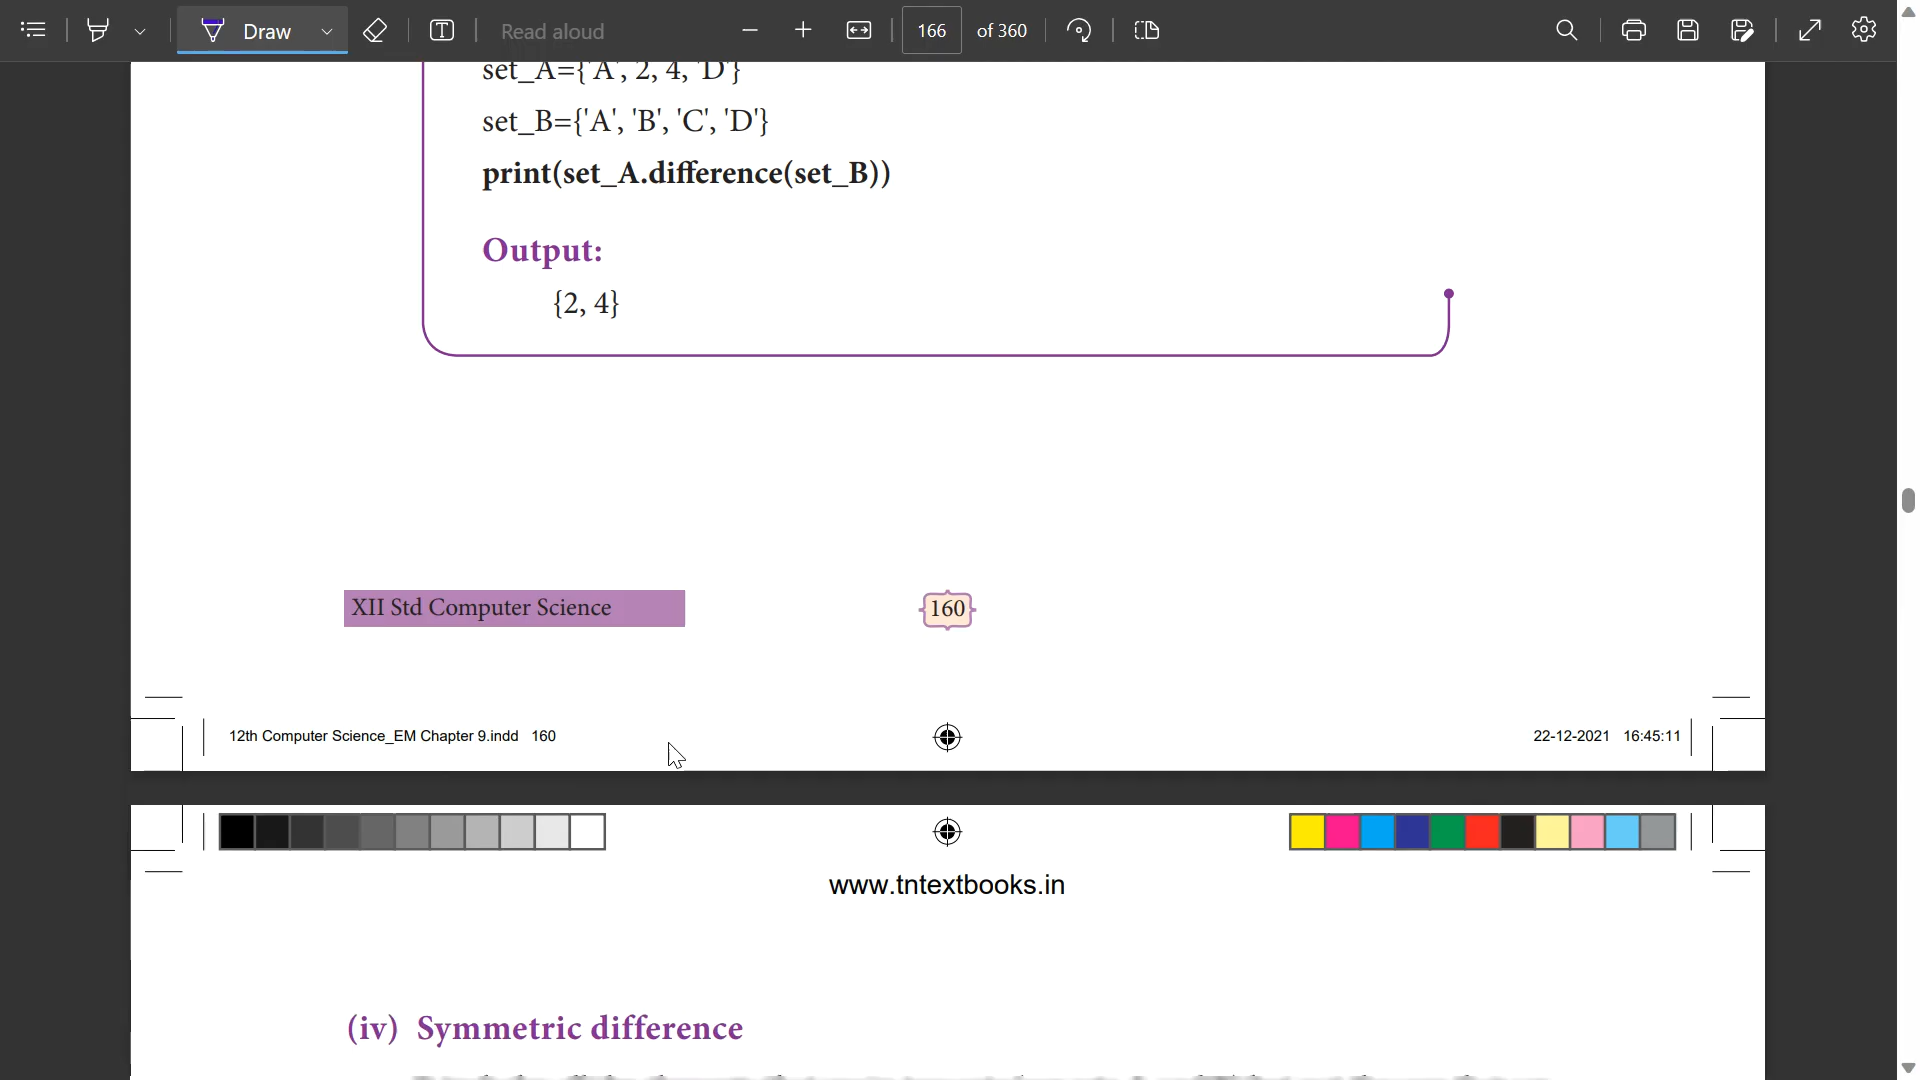 Draw
Read aloud
166 of 360
set_A={'A', 2, 4, 'D'}
set_B={'A', 'B', 'C', 'D'}
print(set_A.difference(set_B))
Output:
{2, 4}
XII Std Computer Science
160
12th Computer Science_EM Chapter 9.indd 160
22-12-2021 16:45:11
www.tntextbooks.in
(iv) Symmetric difference